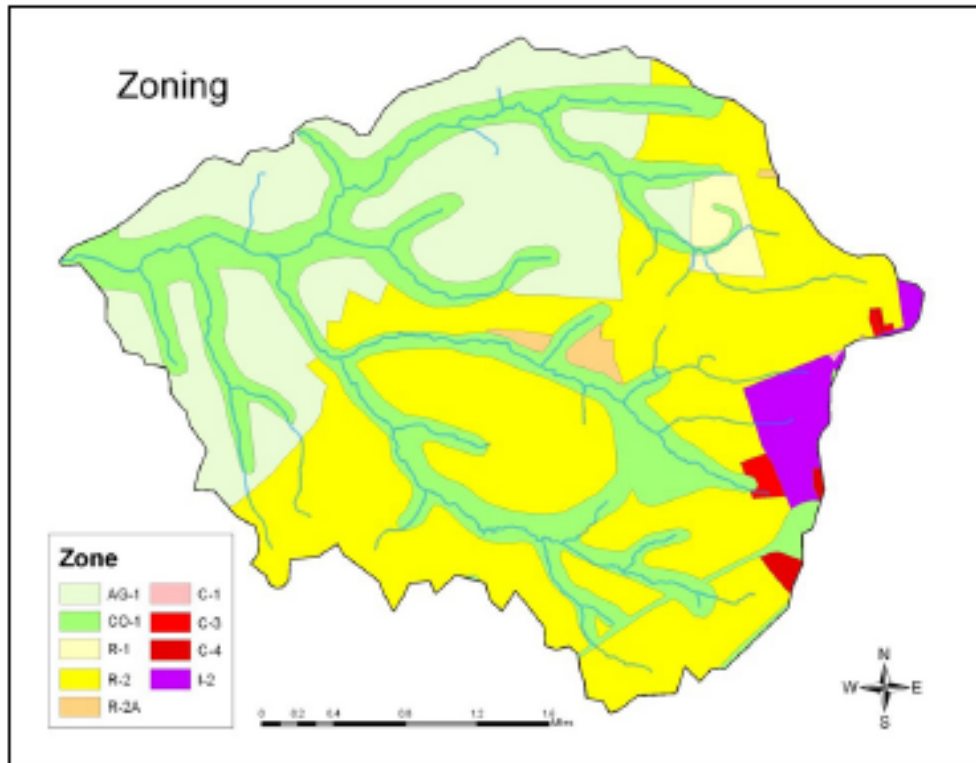 Zoning
Zone
AG-1 C-1
CO-1 C-3
R-1 C-4
R-2 I-2
R-2A
0 0.2 0.4 0.8 1.2 1.6
Miles
N
W E
S